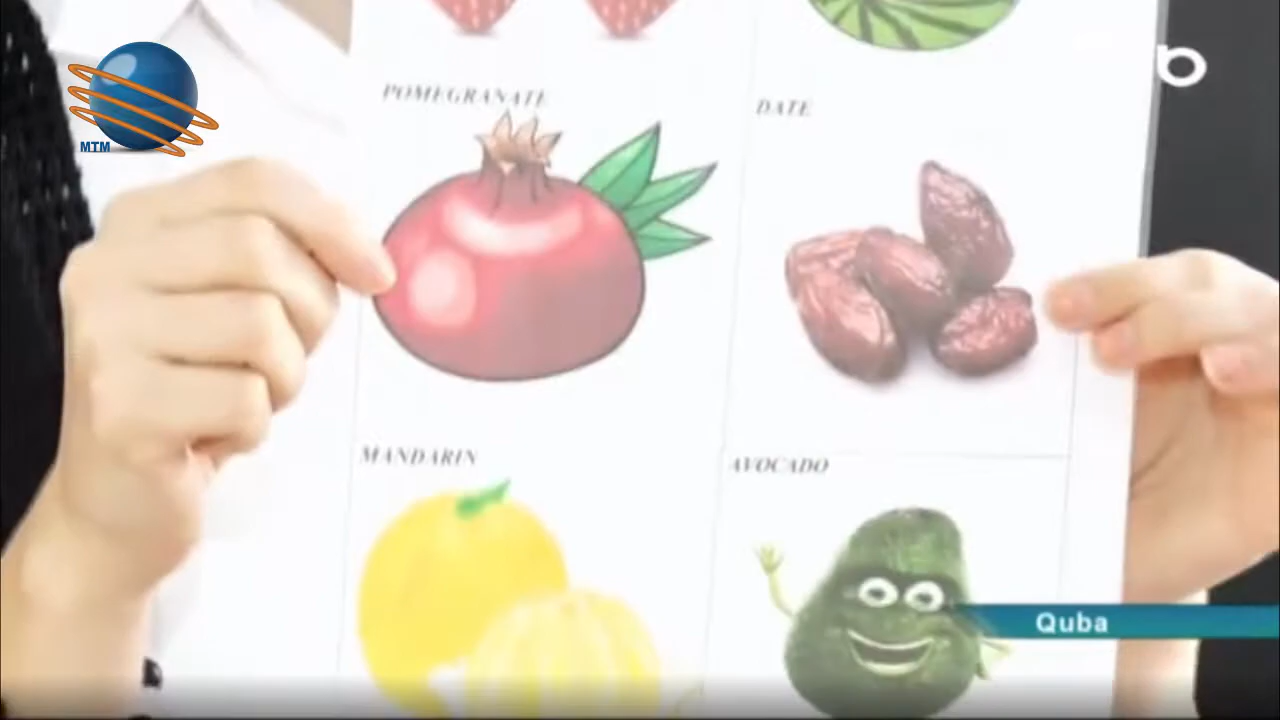 b
MTM
POMEGRANATE
DATE
MANDARIN
AVOCADO
Quba